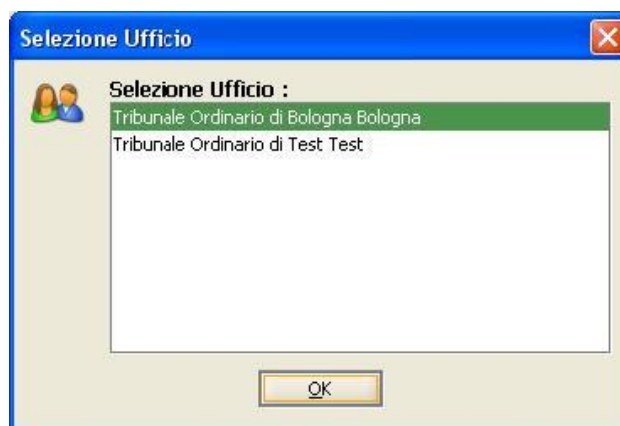 Selezione Ufficio
Selezione Ufficio :
Tribunale Ordinario di Bologna Bologna
Tribunale Ordinario di Test Test
OK